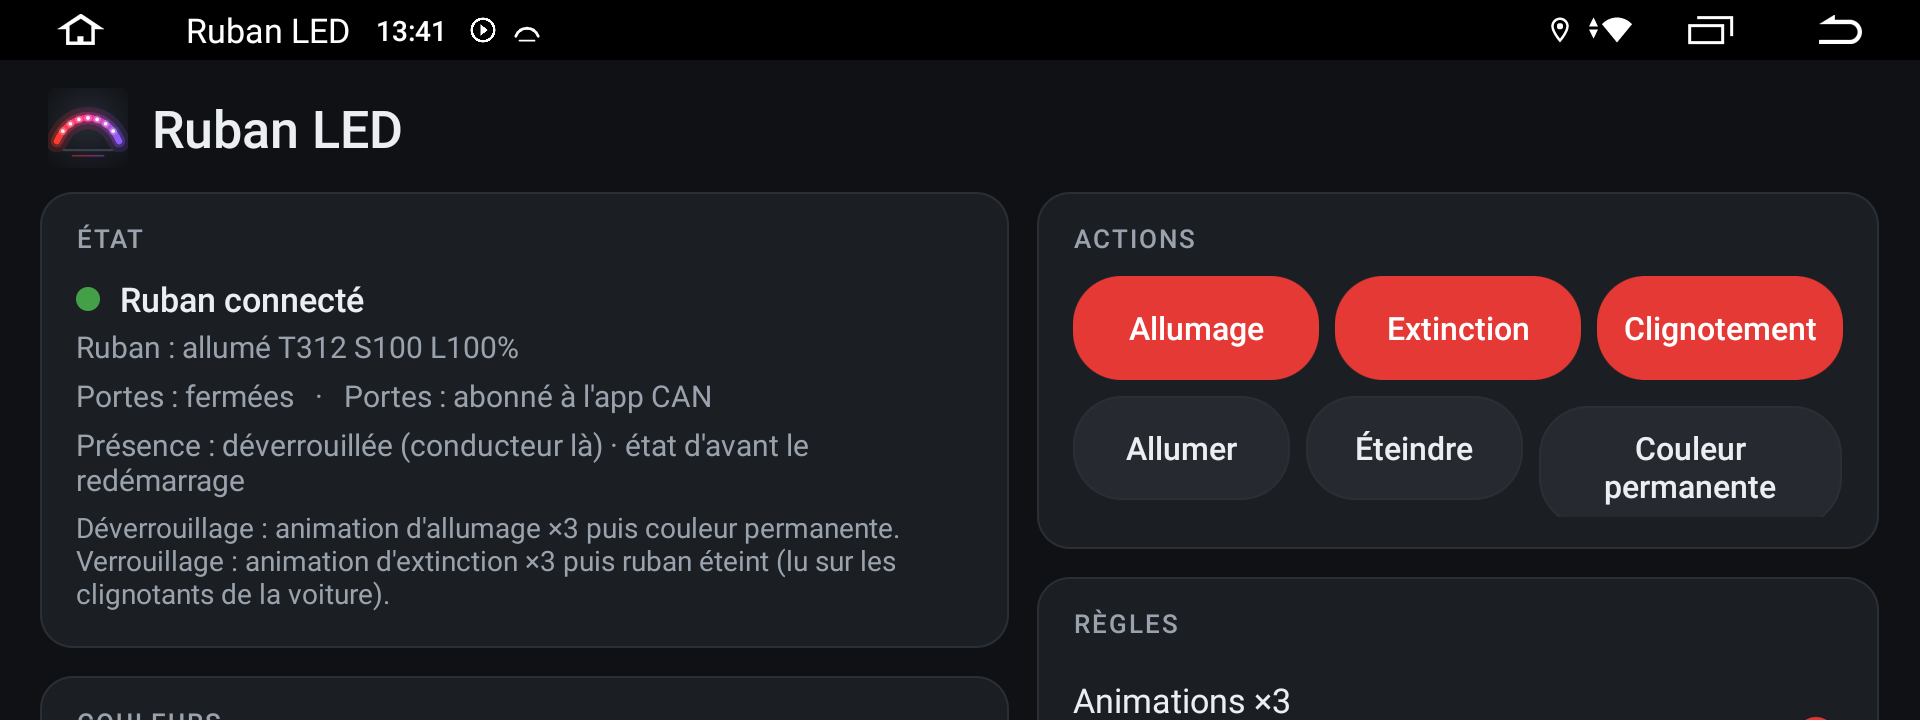 Ruban LED 13:41
Ruban LED
ÉTAT
Ruban connecté
Ruban : allumé T312 S100 L100%
Portes : fermées · Portes : abonné à l'app CAN
Présence : déverrouillée (conducteur là) · état d'avant le
redémarrage
Déverrouillage : animation d'allumage ×3 puis couleur permanente.
Verrouillage : animation d'extinction ×3 puis ruban éteint (lu sur les
clignotants de la voiture).
COULEURS
ACTIONS
Allumage Extinction Clignotement
Allumer Éteindre Couleur
permanente
RÈGLES
Animations ×3